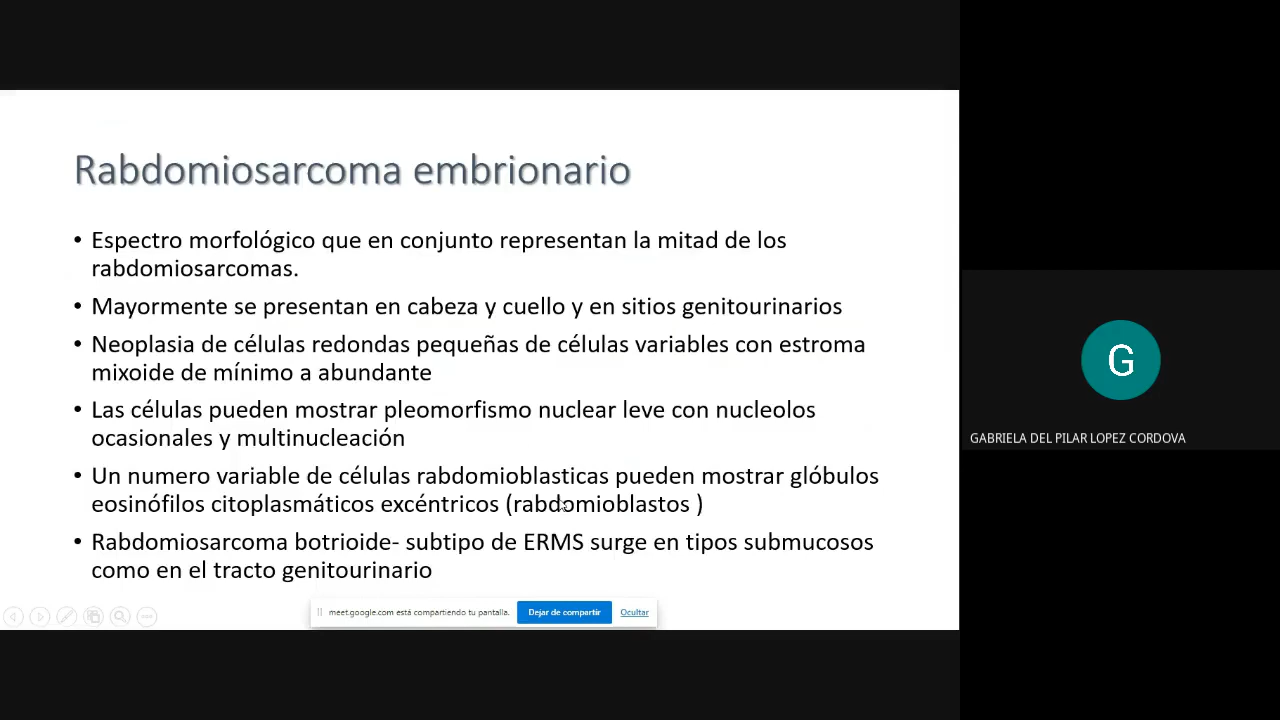 Rabdomiosarcoma embrionario
• Espectro morfológico que en conjunto representan la mitad de los
rabdomiosarcomas.
• Mayormente se presentan en cabeza y cuello y en sitios genitourinarios
• Neoplasia de células redondas pequeñas de células variables con estroma
mixoide de mínimo a abundante
• Las células pueden mostrar pleomorfismo nuclear leve con nucleolos
ocasionales y multinucleación
• Un numero variable de células rabdomioblasticas pueden mostrar glóbulos
eosinófilos citoplasmáticos excéntricos (rabdomioblastos )
• Rabdomiosarcoma botrioide- subtipo de ERMS surge en tipos submucosos
como en el tracto genitourinario
meet.google.com está compartiendo tu pantalla.
Dejar de compartir
Ocultar
G
GABRIELA DEL PILAR LOPEZ CORDOVA